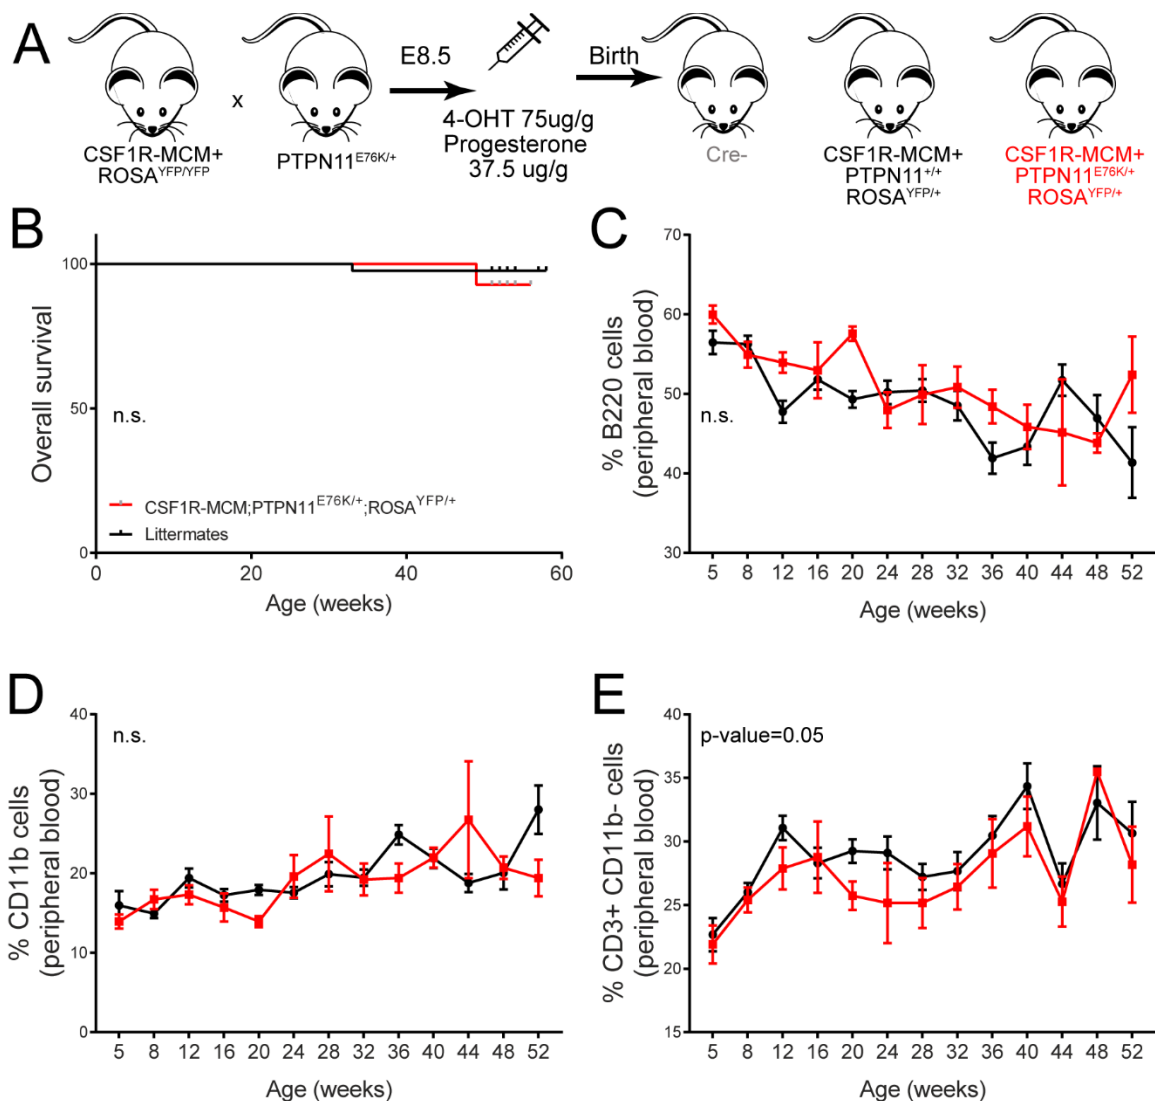 A
E8.5
Birth
x
4-OHT 75ug/g
Progesterone
37.5 ug/g
CSF1R-MCM+
ROSA^YFP/YFP
PTPN11^E76K/+
Cre-
CSF1R-MCM+
PTPN11^+/+
ROSA^YFP/+
CSF1R-MCM+
PTPN11^E76K/+
ROSA^YFP/+
B
Overall survival
100
50
0
n.s.
CSF1R-MCM;PTPN11^E76K/+;ROSA^YFP/+
Littermates
0 20 40 60
Age (weeks)
C
% B220 cells
(peripheral blood)
70
60
50
40
30
n.s.
5 8 12 16 20 24 28 32 36 40 44 48 52
Age (weeks)
D
% CD11b cells
(peripheral blood)
40
30
20
10
0
n.s.
5 8 12 16 20 24 28 32 36 40 44 48 52
Age (weeks)
E
% CD3+ CD11b- cells
(peripheral blood)
40
35
30
25
20
15
p-value=0.05
5 8 12 16 20 24 28 32 36 40 44 48 52
Age (weeks)